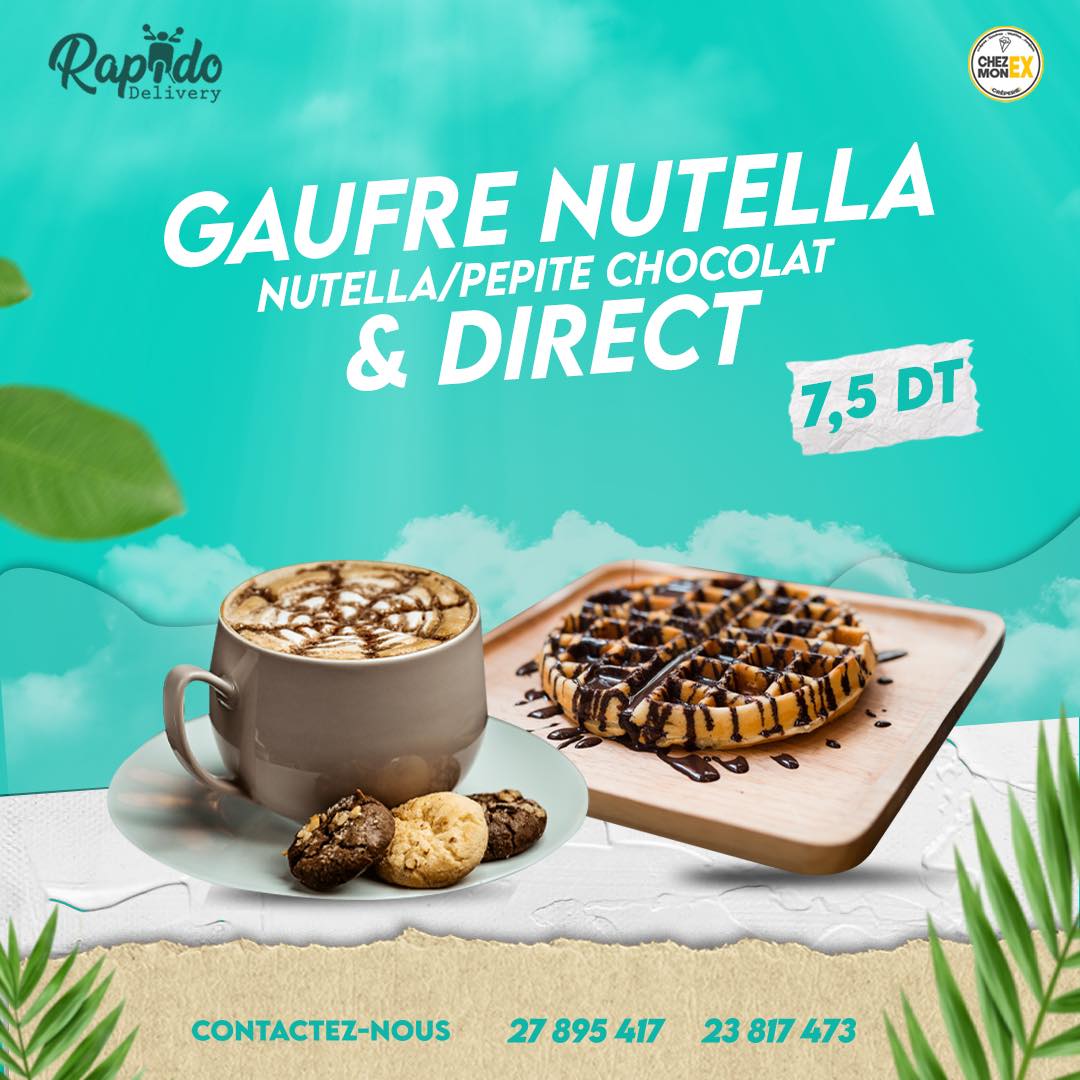 Rapido
Delivery
CHEZ
MON EX
CRÊPERIE
GAUFRE NUTELLA
NUTELLA/PEPITE CHOCOLAT
& DIRECT
7,5 DT
CONTACTEZ-NOUS 27 895 417 23 817 473